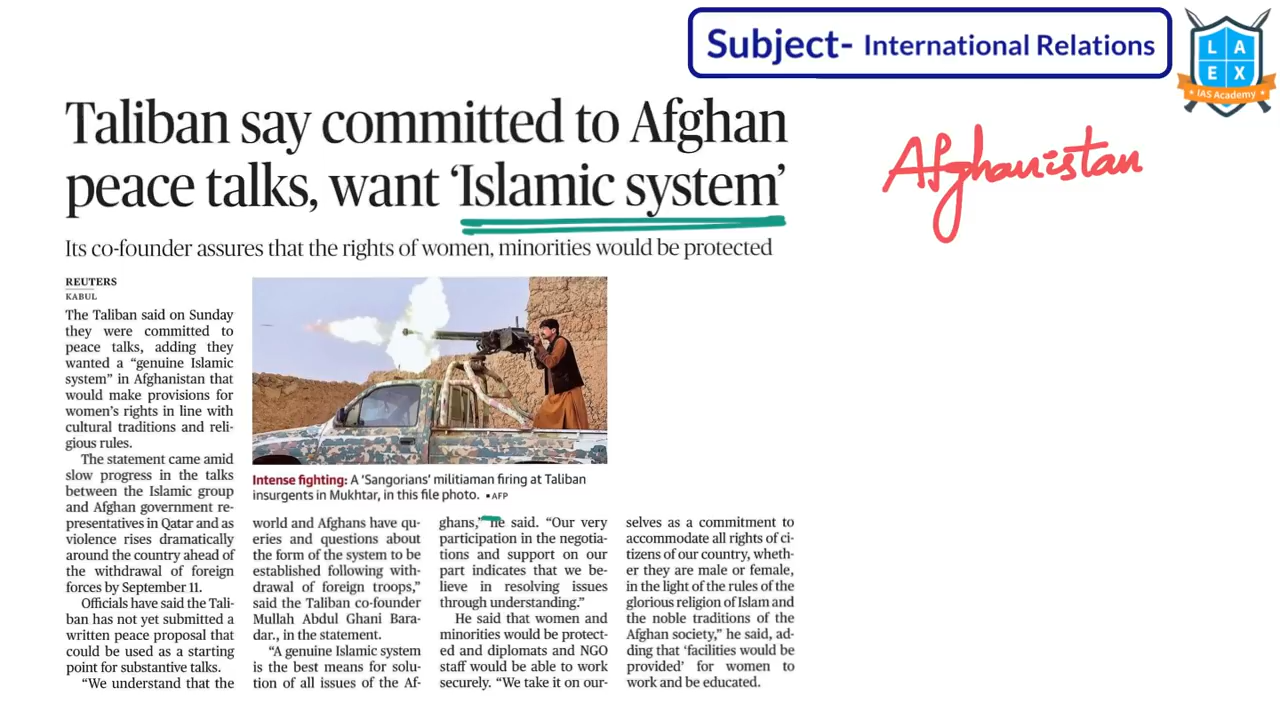 Subject- International Relations
L A
E X
IAS Academy
Taliban say committed to Afghan
peace talks, want ‘Islamic system’
Afghanistan
Its co-founder assures that the rights of women, minorities would be protected
REUTERS
KABUL
The Taliban said on Sunday
they were committed to
peace talks, adding they
wanted a “genuine Islamic
system” in Afghanistan that
would make provisions for
women’s rights in line with
cultural traditions and reli-
gious rules.
The statement came amid
slow progress in the talks
between the Islamic group
and Afghan government re-
presentatives in Qatar and as
violence rises dramatically
around the country ahead of
the withdrawal of foreign
forces by September 11.
Officials have said the Tali-
ban has not yet submitted a
written peace proposal that
could be used as a starting
point for substantive talks.
“We understand that the
Intense fighting: A ‘Sangorians’ militiaman firing at Taliban
insurgents in Mukhtar, in this file photo. ▪AFP
world and Afghans have qu-
eries and questions about
the form of the system to be
established following with-
drawal of foreign troops,”
said the Taliban co-founder
Mullah Abdul Ghani Bara-
dar., in the statement.
“A genuine Islamic system
is the best means for solu-
tion of all issues of the Af-
ghans,” he said. “Our very
participation in the negotia-
tions and support on our
part indicates that we be-
lieve in resolving issues
through understanding.”
He said that women and
minorities would be protect-
ed and diplomats and NGO
staff would be able to work
securely. “We take it on our-
selves as a commitment to
accommodate all rights of ci-
tizens of our country, wheth-
er they are male or female,
in the light of the rules of the
glorious religion of Islam and
the noble traditions of the
Afghan society,” he said, ad-
ding that ‘facilities would be
provided’ for women to
work and be educated.